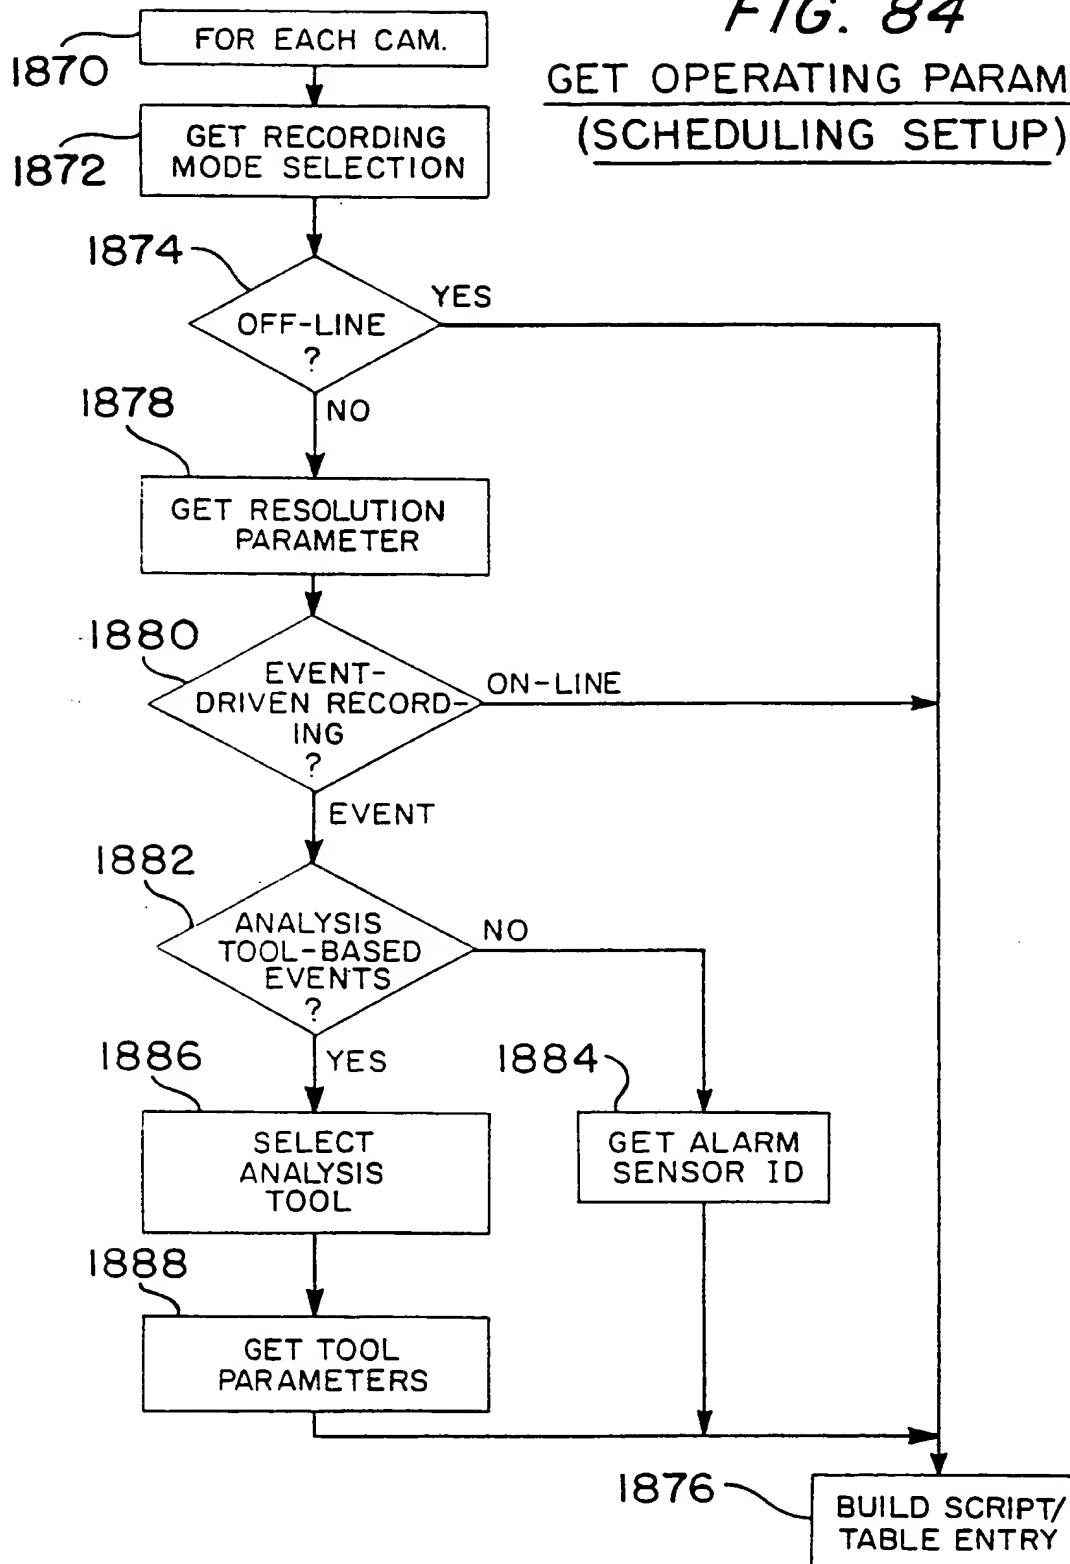 FIG. 84
GET OPERATING PARAM
(SCHEDULING SETUP)
1870
FOR EACH CAM.
1872
GET RECORDING
MODE SELECTION
1874
OFF-LINE
?
YES
NO
1878
GET RESOLUTION
PARAMETER
1880
EVENT-
DRIVEN RECORD-
ING
?
ON-LINE
EVENT
1882
ANALYSIS
TOOL-BASED
EVENTS
?
NO
YES
1886
SELECT
ANALYSIS
TOOL
1884
GET ALARM
SENSOR ID
1888
GET TOOL
PARAMETERS
1876
BUILD SCRIPT/
TABLE ENTRY